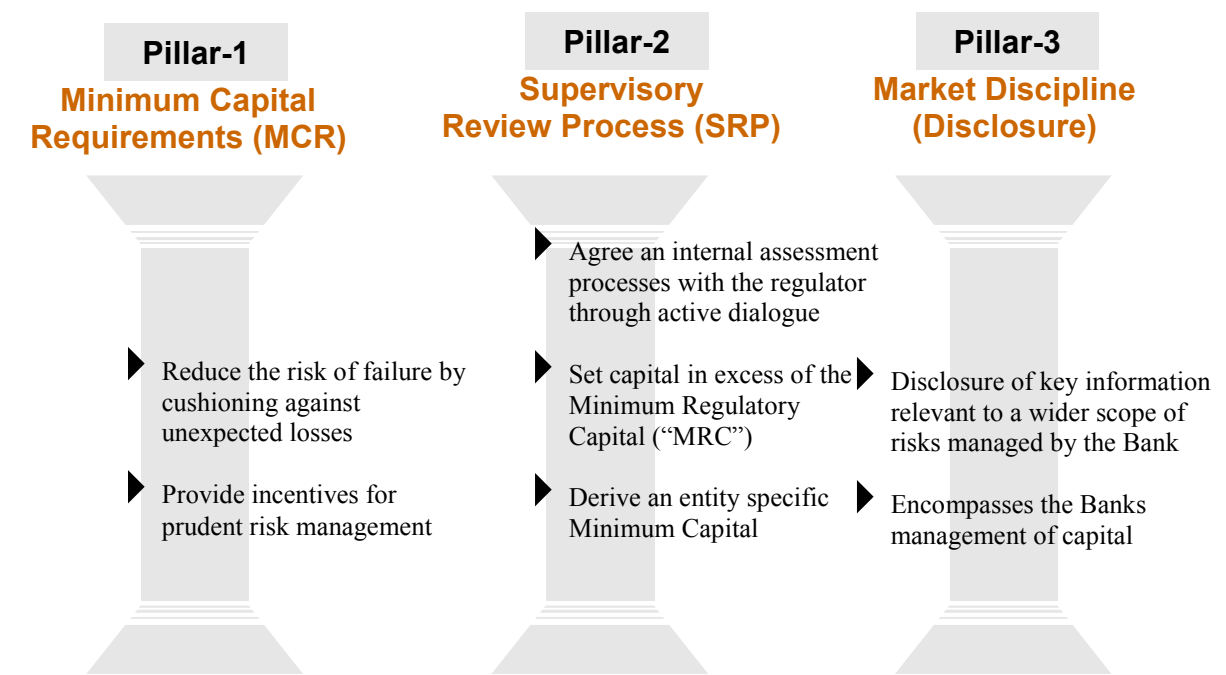 Pillar-1
Minimum Capital
Requirements (MCR)
Reduce the risk of failure by
cushioning against
unexpected losses
Provide incentives for
prudent risk management
Pillar-2
Supervisory
Review Process (SRP)
Agree an internal assessment
processes with the regulator
through active dialogue
Set capital in excess of the
Minimum Regulatory
Capital (“MRC”)
Derive an entity specific
Minimum Capital
Pillar-3
Market Discipline
(Disclosure)
Disclosure of key information
relevant to a wider scope of
risks managed by the Bank
Encompasses the Banks
management of capital